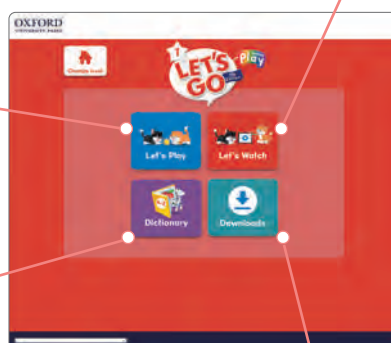 OXFORD
UNIVERSITY PRESS
Change level
1
LET'S
GO
Play
Let's Play
Let's Watch
Dictionary
Downloads